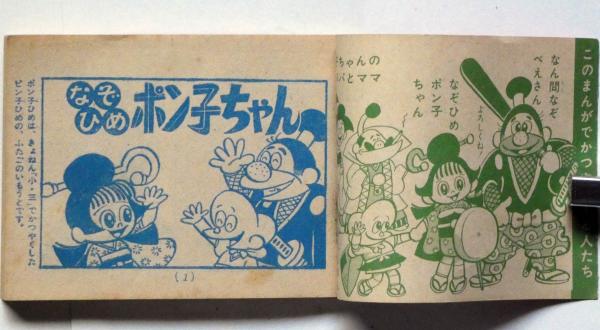 このまんがでかつ
人たち
なん間なぞ
べえさん
よろしくね
なぞひめ
ポン子
ちゃん
ちゃんの
パとママ
なぞひめ ポン子ちゃん
ポン子ひめは、きょねん“小・三”でかつやくした
ピン子ひめの、ふたごのいもうとです。
(1)